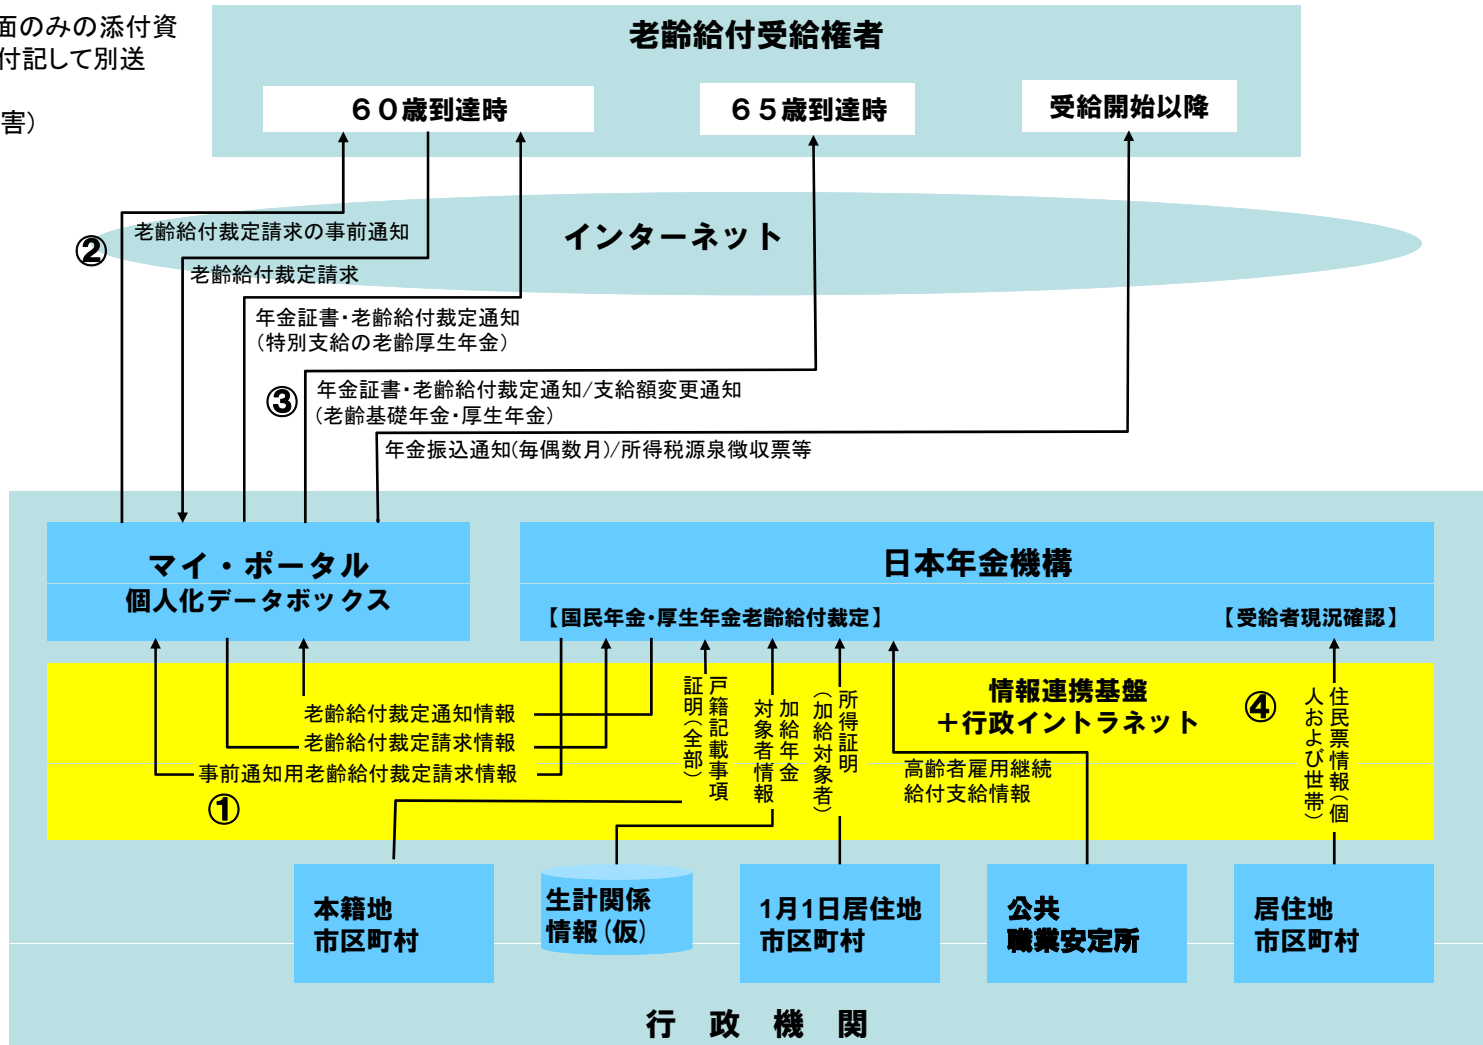 面のみの添付資
付記して別送
害）
老齢給付受給権者
６０歳到達時
６５歳到達時
受給開始以降
インターネット
②
老齢給付裁定請求の事前通知
老齢給付裁定請求
年金証書・老齢給付裁定通知
（特別支給の老齢厚生年金）
③
年金証書・老齢給付裁定通知/支給額変更通知
（老齢基礎年金・厚生年金）
年金振込通知(毎偶数月)/所得税源泉徴収票等
マイ・ポータル
個人化データボックス
日本年金機構
【国民年金・厚生年金老齢給付裁定】
【受給者現況確認】
情報連携基盤
＋行政イントラネット
老齢給付裁定通知情報
老齢給付裁定請求情報
事前通知用老齢給付裁定請求情報
①
戸籍記載事項
証明（全部）
加給年金
対象者情報
所得証明
（加給対象者）
高齢者雇用継続
給付支給情報
④
住民票情報（個
人および世帯）
本籍地
市区町村
生計関係
情報（仮）
1月1日居住地
市区町村
公共
職業安定所
居住地
市区町村
行政機関